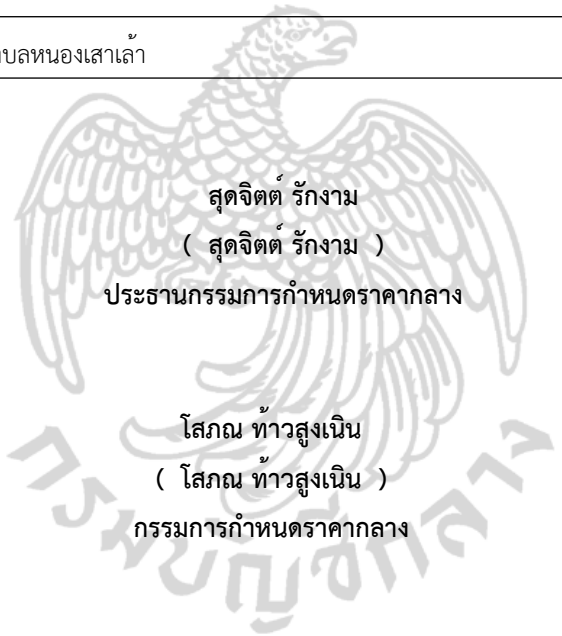 บลหนองเสาเล้า
สุดจิตต์ รักงาม
( สุดจิตต์ รักงาม )
ประธานกรรมการกำหนดราคากลาง
โสภณ ท้าวสูงเนิน
( โสภณ ท้าวสูงเนิน )
กรรมการกำหนดราคากลาง
กรมบัญชีกลาง